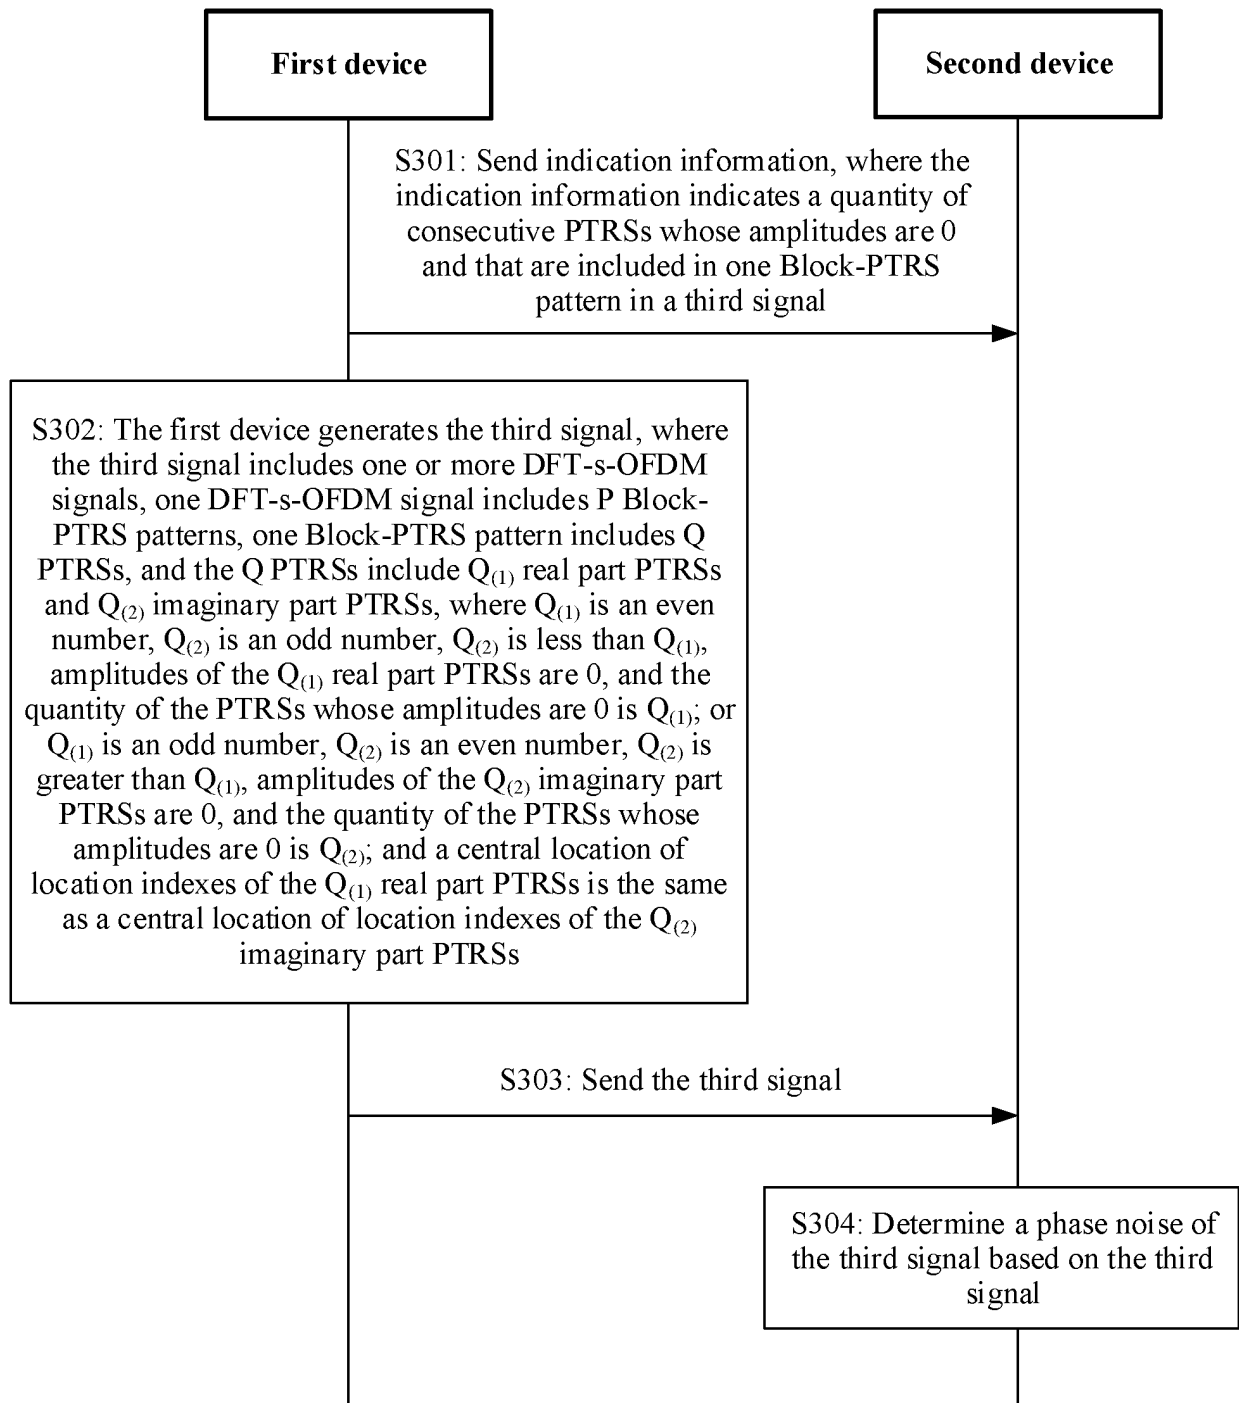 First device
Second device
S301: Send indication information, where the
indication information indicates a quantity of
consecutive PTRSs whose amplitudes are 0
and that are included in one Block-PTRS
pattern in a third signal
S302: The first device generates the third signal, where
the third signal includes one or more DFT-s-OFDM
signals, one DFT-s-OFDM signal includes P Block-
PTRS patterns, one Block-PTRS pattern includes Q
PTRSs, and the Q PTRSs include Q(1) real part PTRSs
and Q(2) imaginary part PTRSs, where Q(1) is an even
number, Q(2) is an odd number, Q(2) is less than Q(1),
amplitudes of the Q(1) real part PTRSs are 0, and the
quantity of the PTRSs whose amplitudes are 0 is Q(1); or
Q(1) is an odd number, Q(2) is an even number, Q(2) is
greater than Q(1), amplitudes of the Q(2) imaginary part
PTRSs are 0, and the quantity of the PTRSs whose
amplitudes are 0 is Q(2); and a central location of
location indexes of the Q(1) real part PTRSs is the same
as a central location of location indexes of the Q(2)
imaginary part PTRSs
S303: Send the third signal
S304: Determine a phase noise of
the third signal based on the third
signal